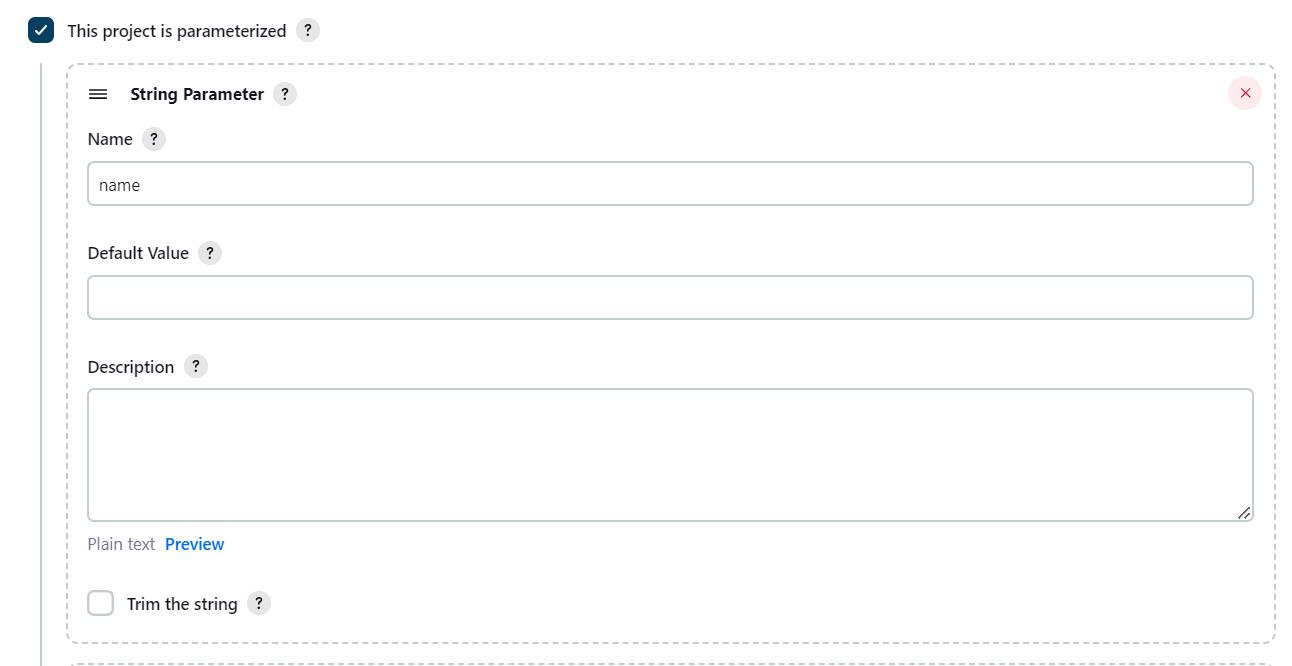 This project is parameterized ?
String Parameter ?
Name ?
name
Default Value ?
Description ?
Plain text Preview
Trim the string ?